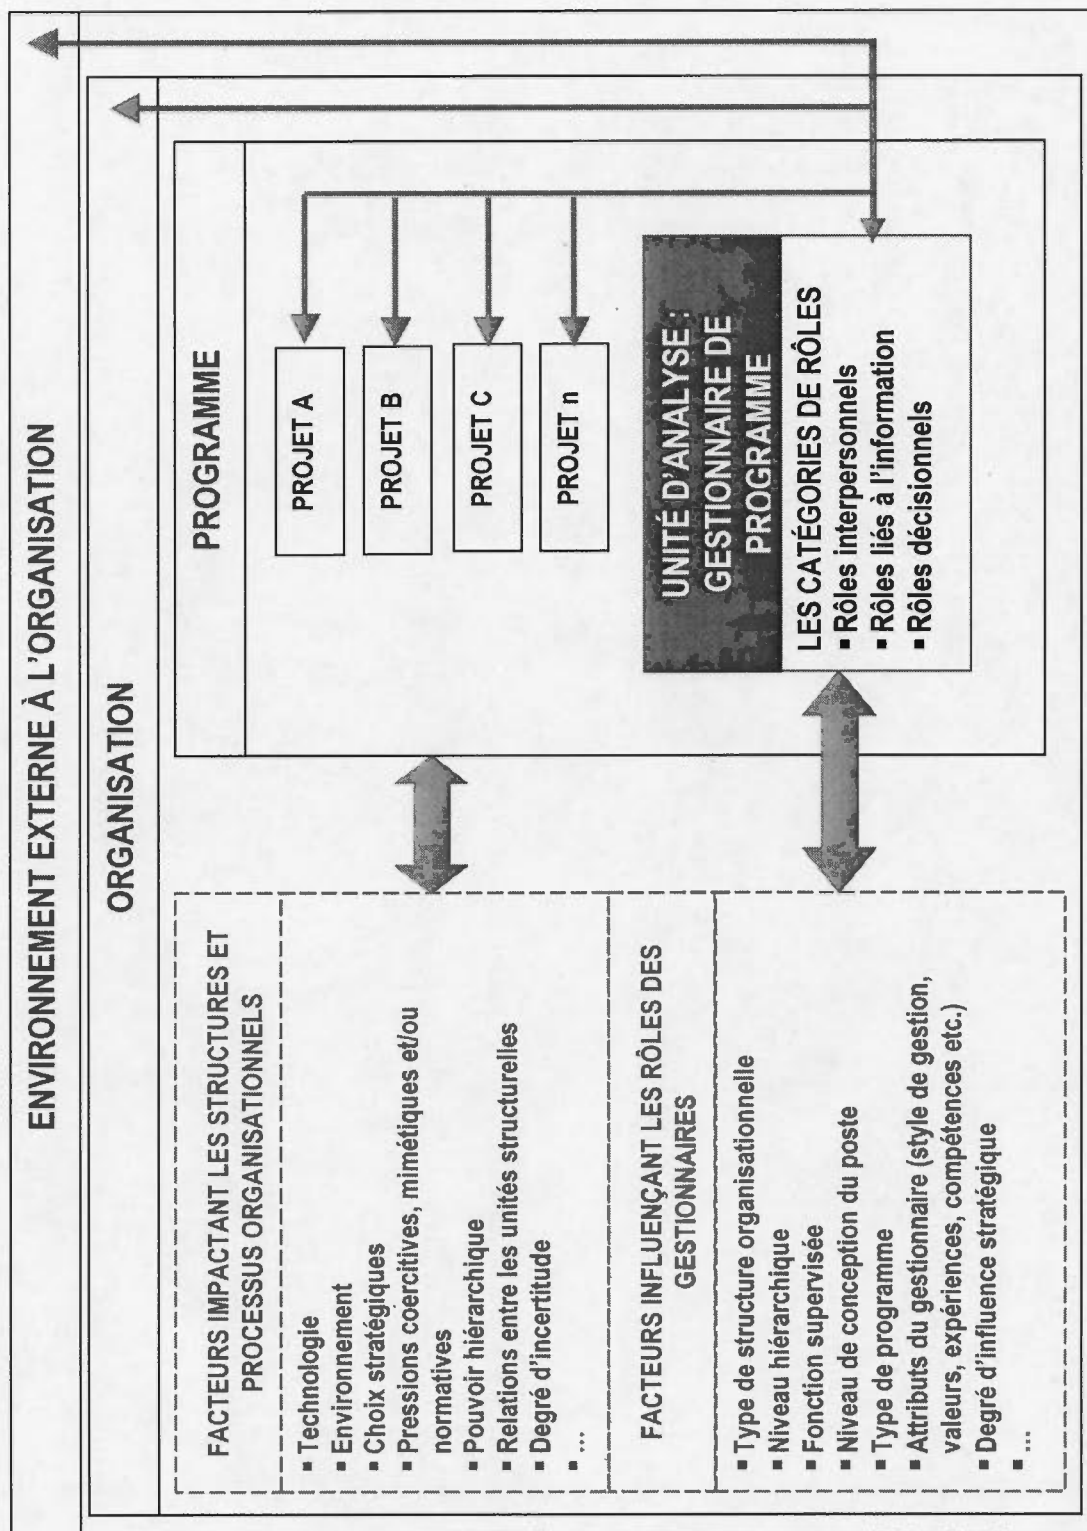 ENVIRONNEMENT EXTERNE À L'ORGANISATION
ORGANISATION
FACTEURS IMPACTANT LES STRUCTURES ET
PROCESSUS ORGANISATIONNELS
▪ Technologie
▪ Environnement
▪ Choix stratégiques
▪ Pressions coercitives, mimétiques et/ou
normatives
▪ Pouvoir hiérarchique
▪ Relations entre les unités structurelles
▪ Degré d'incertitude
▪ ...
FACTEURS INFLUENÇANT LES RÔLES DES
GESTIONNAIRES
▪ Type de structure organisationnelle
▪ Niveau hiérarchique
▪ Fonction supervisée
▪ Niveau de conception du poste
▪ Type de programme
▪ Attributs du gestionnaire (style de gestion,
valeurs, expériences, compétences etc.)
▪ Degré d'influence stratégique
▪ ...
PROGRAMME
PROJET A
PROJET B
PROJET C
PROJET n
UNITÉ D'ANALYSE :
GESTIONNAIRE DE
PROGRAMME
LES CATÉGORIES DE RÔLES
▪ Rôles interpersonnels
▪ Rôles liés à l'information
▪ Rôles décisionnels